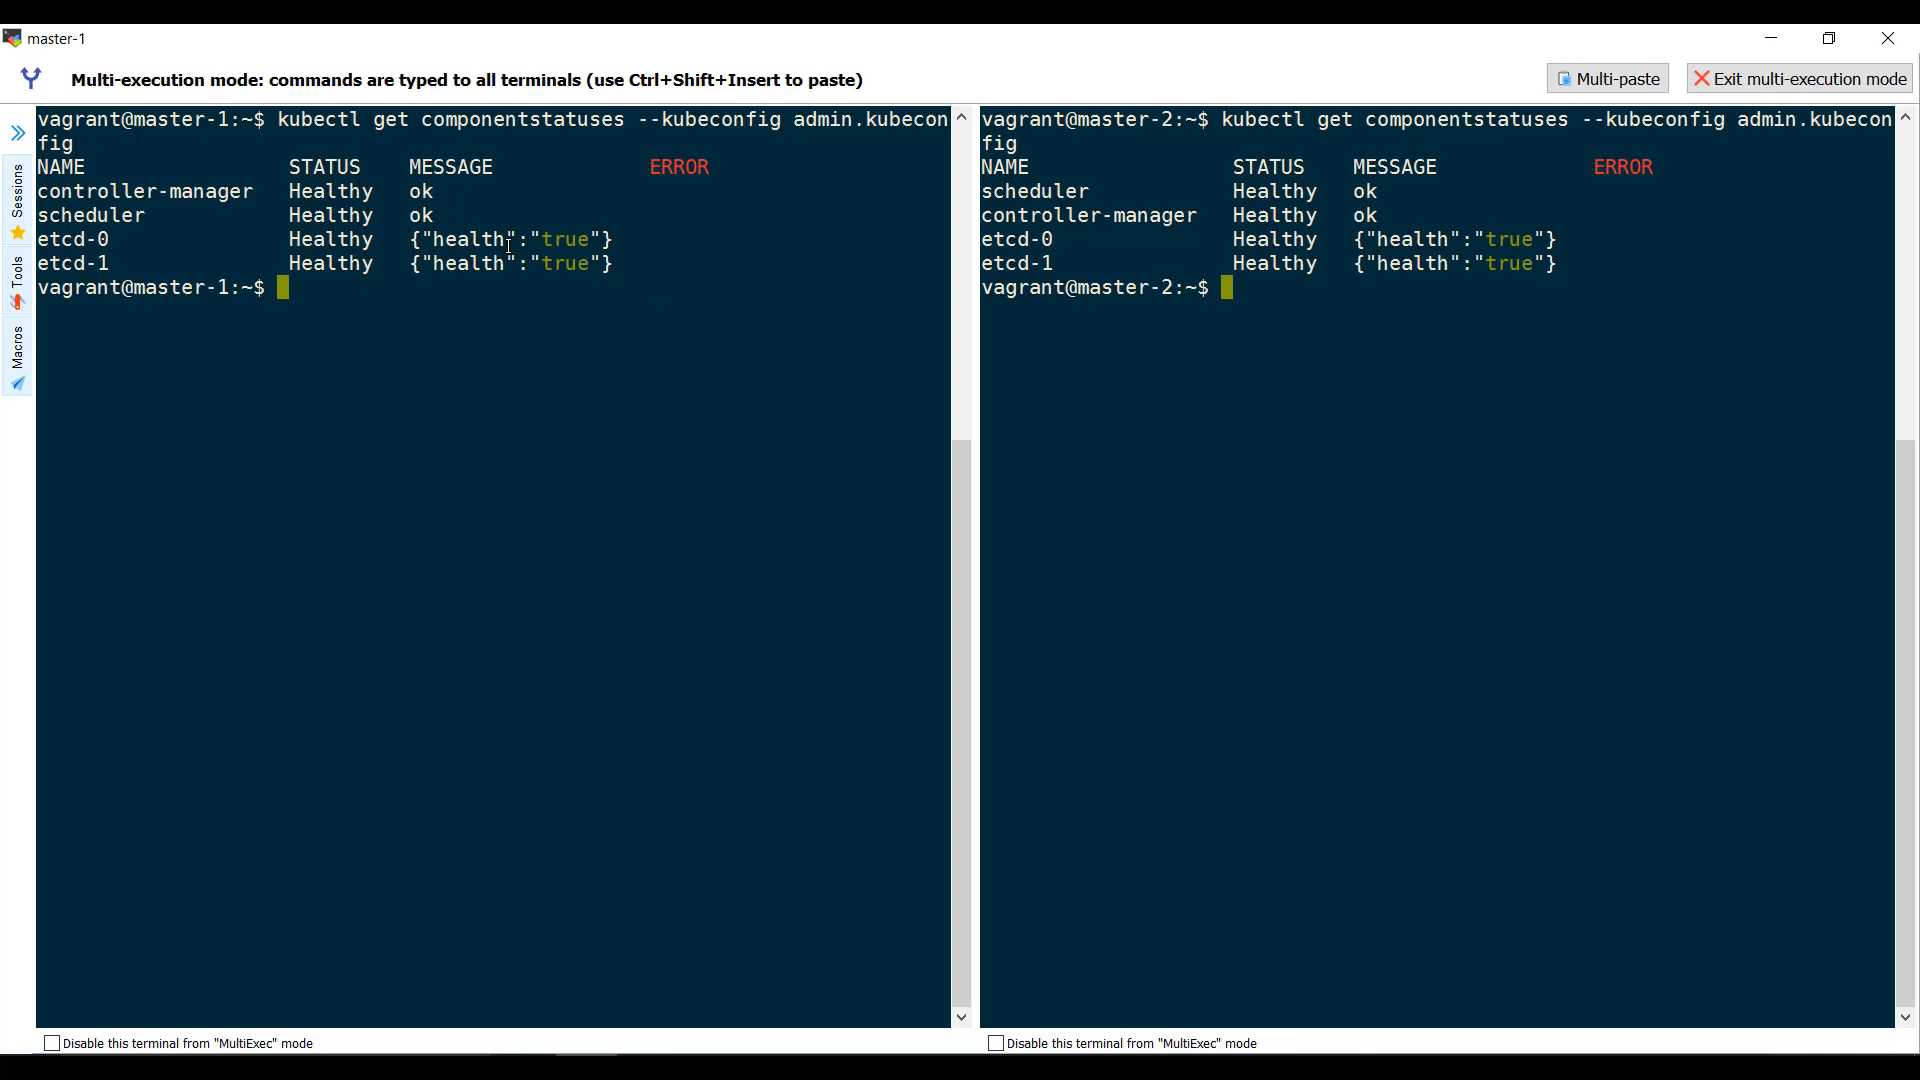 master-1
Multi-execution mode: commands are typed to all terminals (use Ctrl+Shift+Insert to paste)
Multi-paste
Exit multi-execution mode
Sessions
Tools
Macros
vagrant@master-1:~$ kubectl get componentstatuses --kubeconfig admin.kubecon
fig
NAME                 STATUS    MESSAGE             ERROR
controller-manager   Healthy   ok
scheduler            Healthy   ok
etcd-0               Healthy   {"health":"true"}
etcd-1               Healthy   {"health":"true"}
vagrant@master-1:~$
Disable this terminal from "MultiExec" mode
vagrant@master-2:~$ kubectl get componentstatuses --kubeconfig admin.kubecon
fig
NAME                 STATUS    MESSAGE             ERROR
scheduler            Healthy   ok
controller-manager   Healthy   ok
etcd-0               Healthy   {"health":"true"}
etcd-1               Healthy   {"health":"true"}
vagrant@master-2:~$
Disable this terminal from "MultiExec" mode